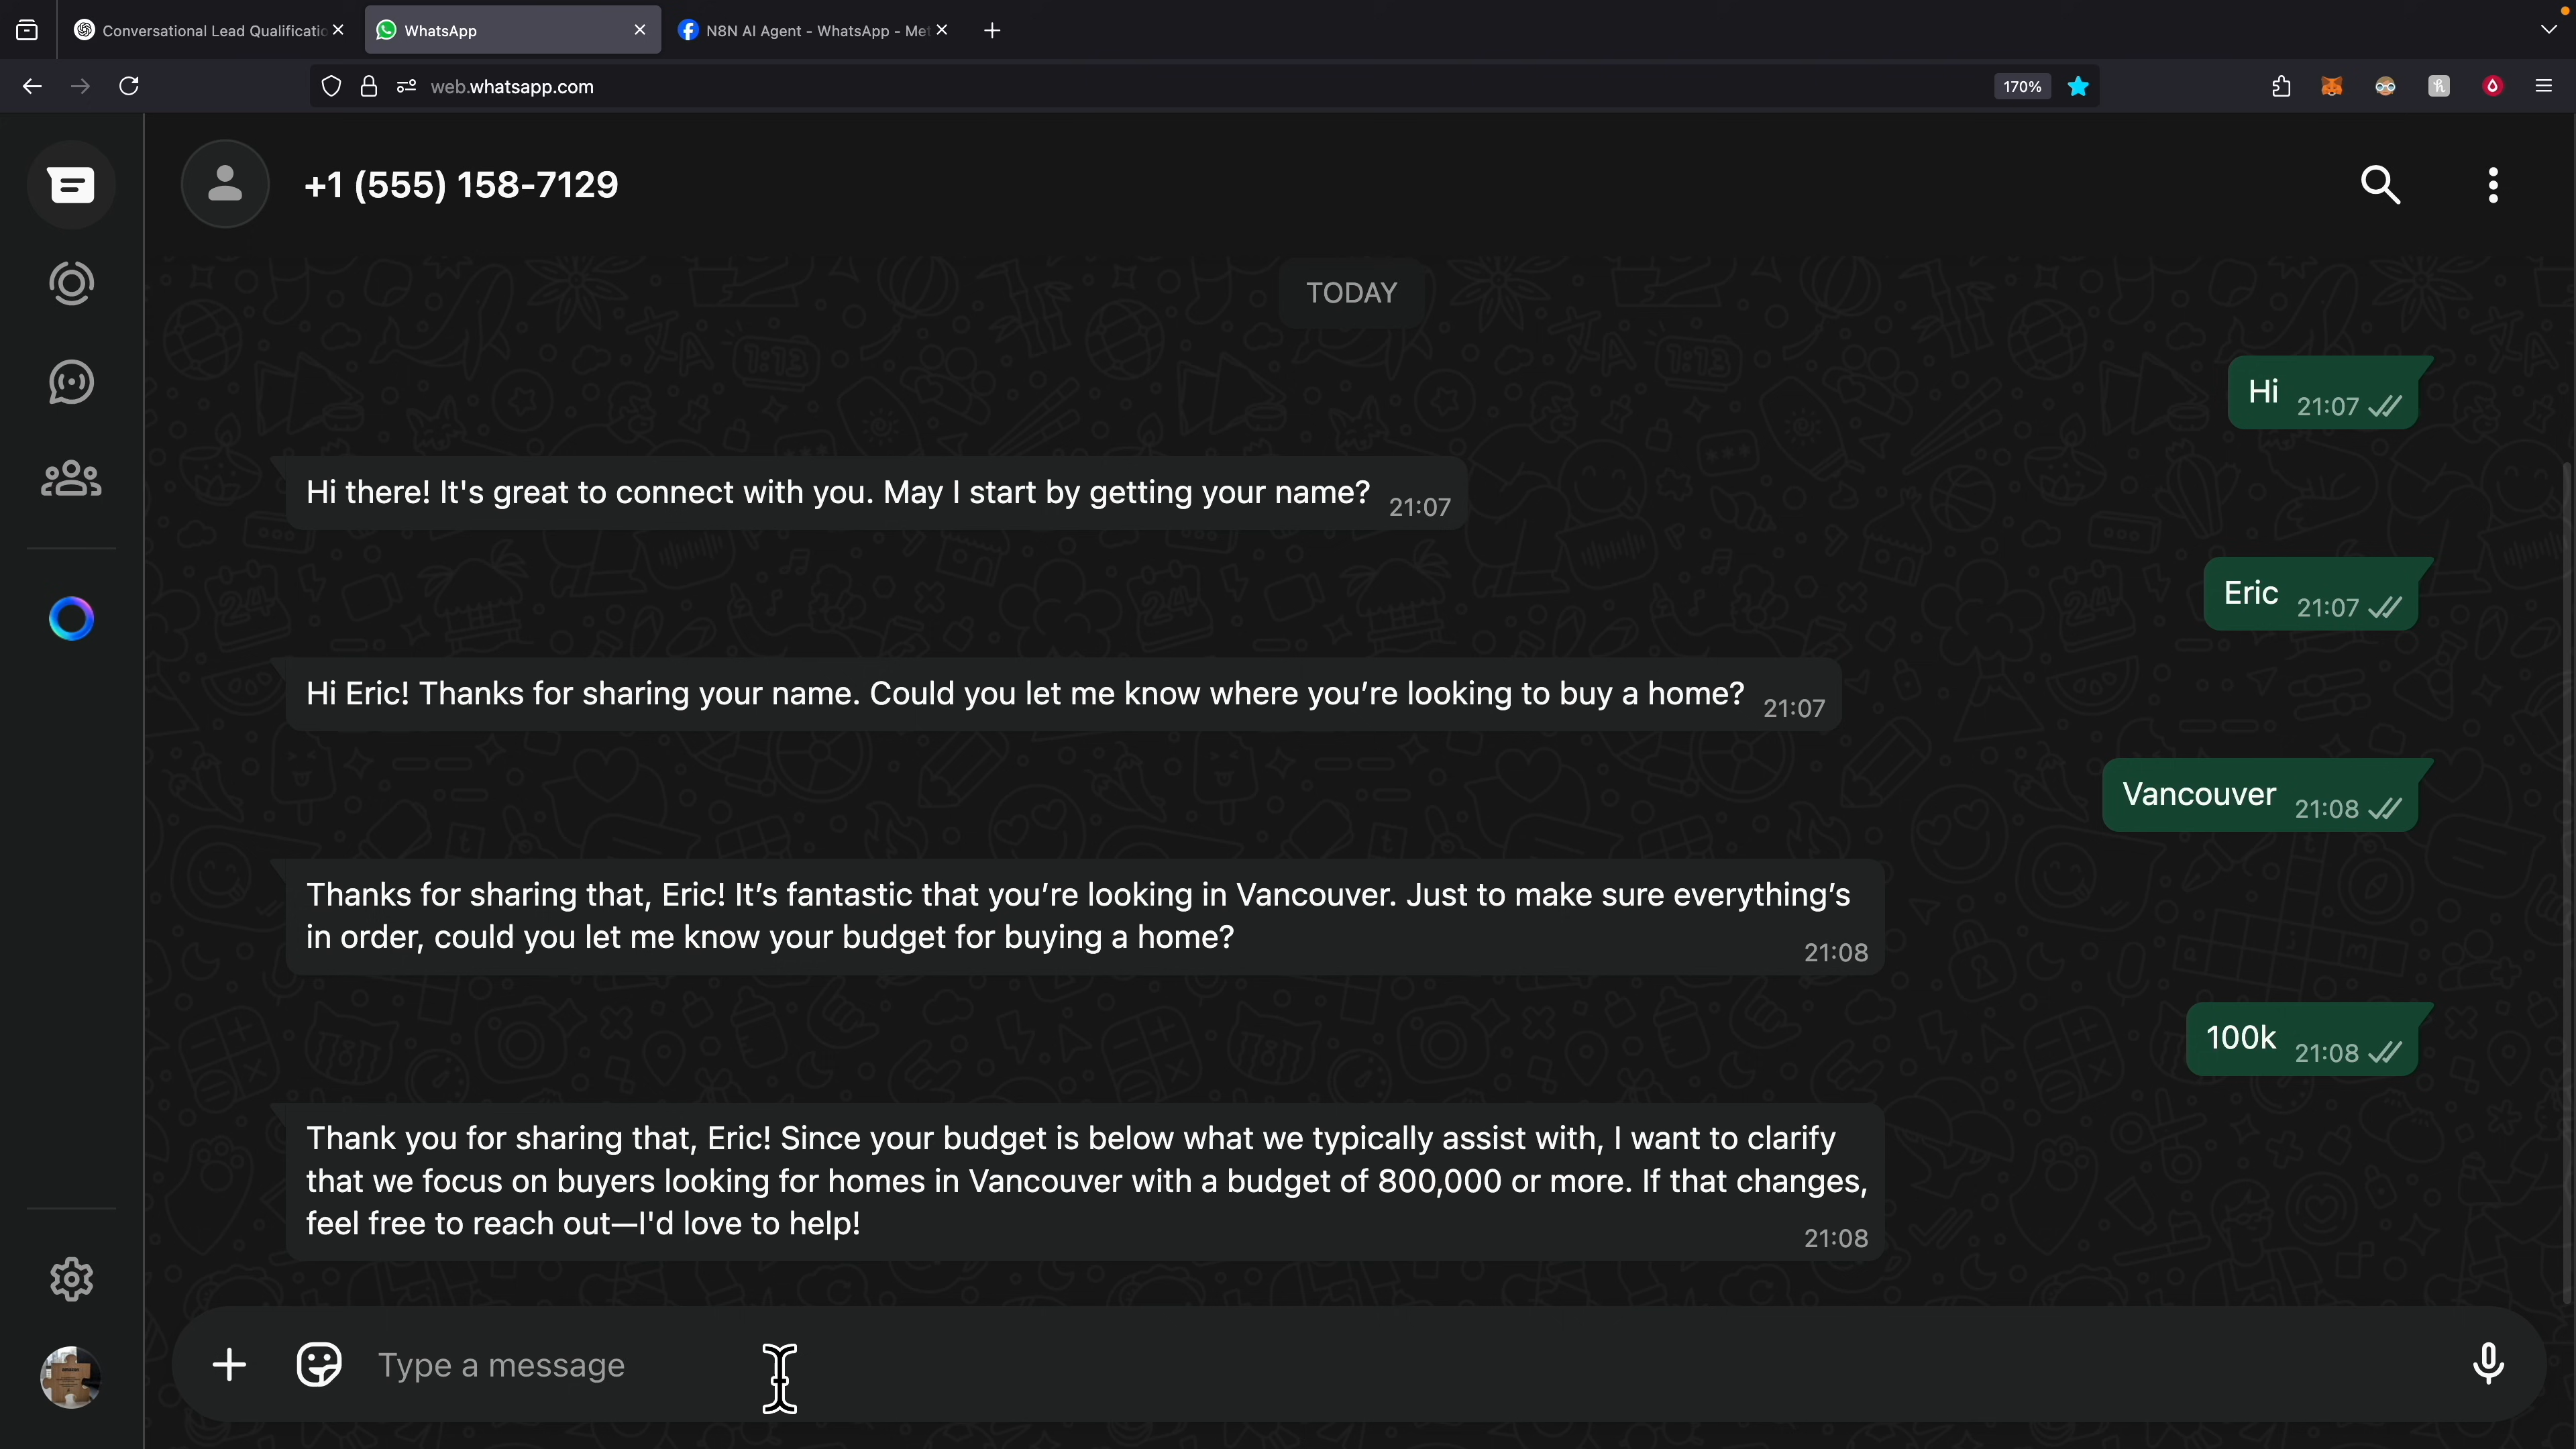 Conversational Lead Qualificatio
WhatsApp
N8N AI Agent - WhatsApp - Met
web.whatsapp.com
170%
+1 (555) 158-7129
TODAY
Hi 21:07
Hi there! It's great to connect with you. May I start by getting your name? 21:07
Eric 21:07
Hi Eric! Thanks for sharing your name. Could you let me know where you’re looking to buy a home? 21:07
Vancouver 21:08
Thanks for sharing that, Eric! It’s fantastic that you’re looking in Vancouver. Just to make sure everything’s
in order, could you let me know your budget for buying a home?
21:08
100k 21:08
Thank you for sharing that, Eric! Since your budget is below what we typically assist with, I want to clarify
that we focus on buyers looking for homes in Vancouver with a budget of 800,000 or more. If that changes,
feel free to reach out—I'd love to help!
21:08
Type a message